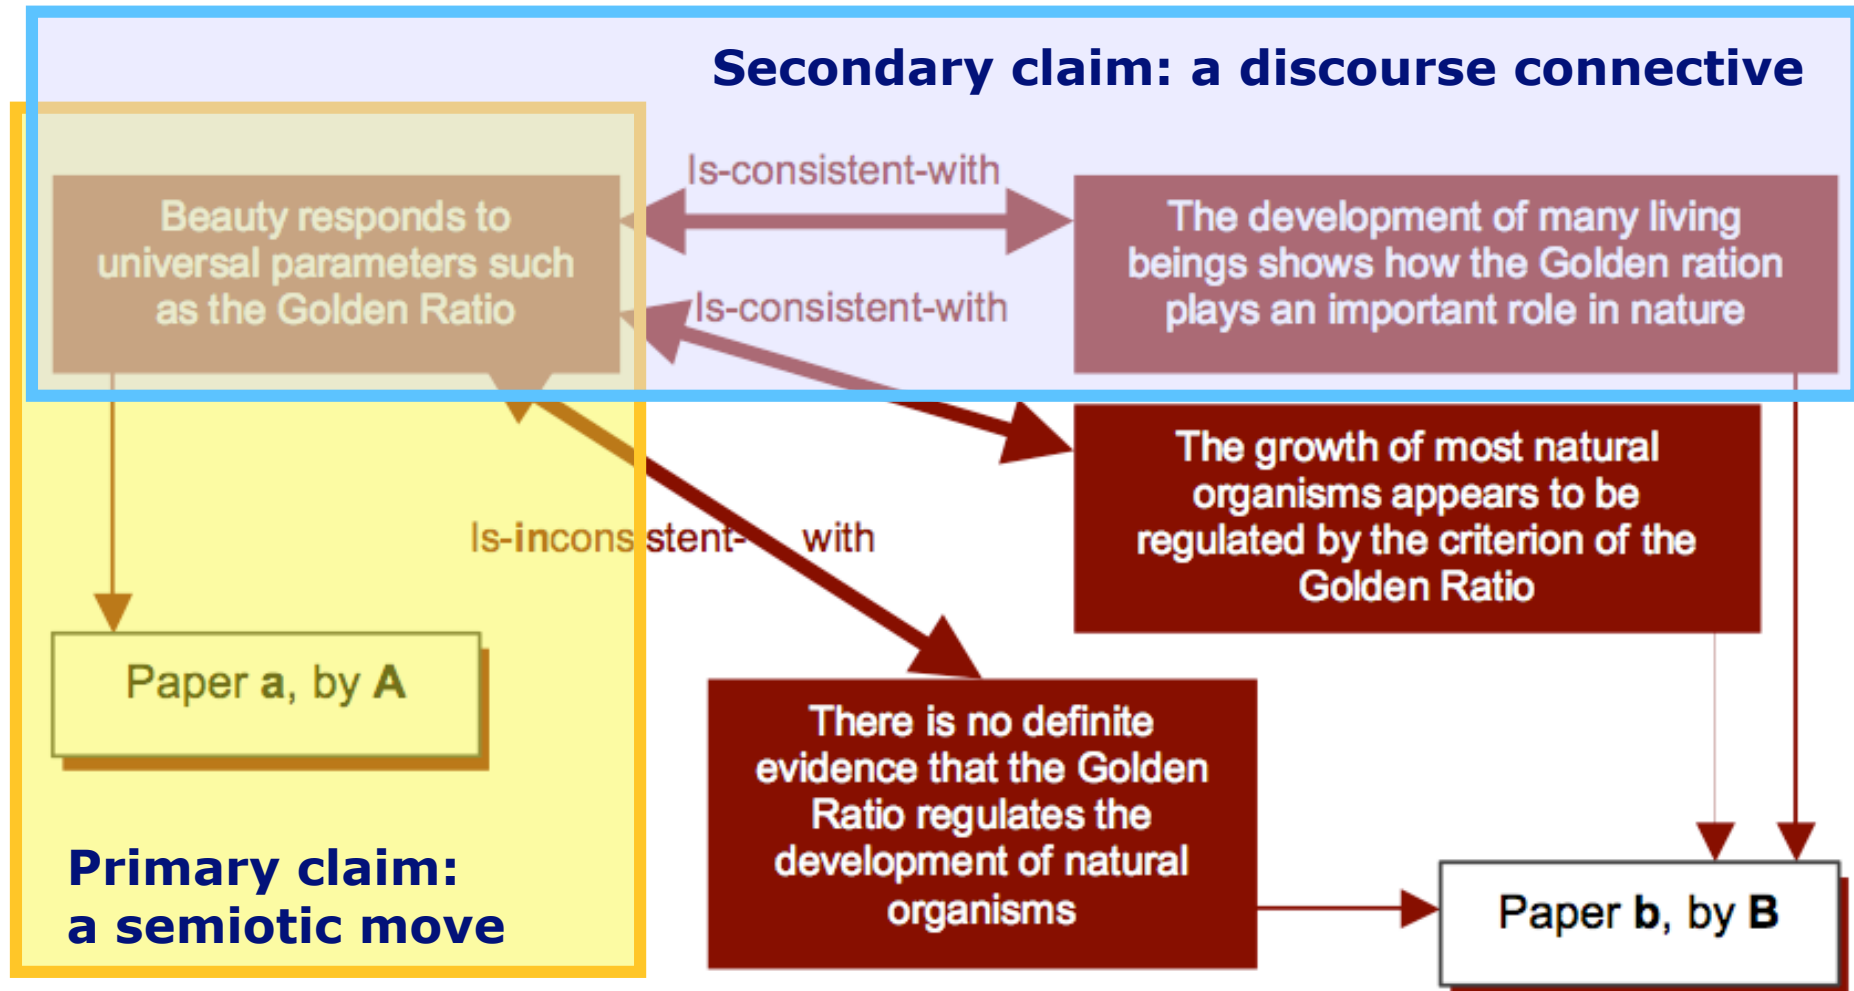 Secondary claim: a discourse connective
Is-consistent-with
Beauty responds to
universal parameters such
as the Golden Ratio
The development of many living
beings shows how the Golden ration
plays an important role in nature
Is-consistent-with
The growth of most natural
organisms appears to be
regulated by the criterion of the
Golden Ratio
Is-inconsistent- with
Paper a, by A
There is no definite
evidence that the Golden
Ratio regulates the
development of natural
organisms
Primary claim:
a semiotic move
Paper b, by B